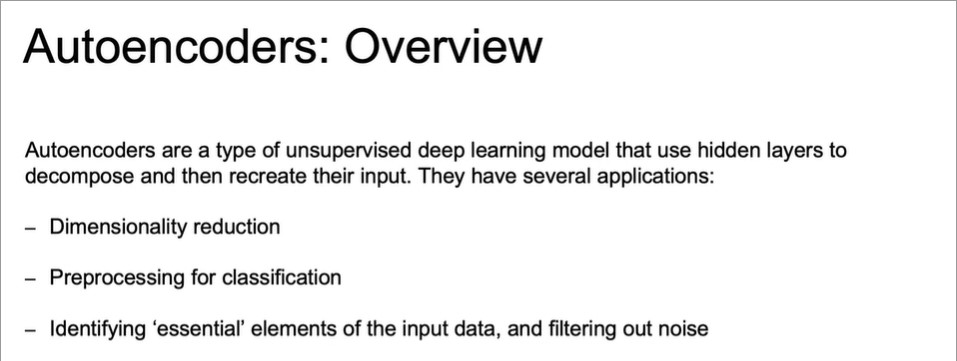 Autoencoders: Overview
Autoencoders are a type of unsupervised deep learning model that use hidden layers to
decompose and then recreate their input. They have several applications:
– Dimensionality reduction
– Preprocessing for classification
– Identifying ‘essential’ elements of the input data, and filtering out noise